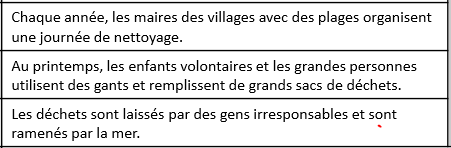 Chaque année, les maires des villages avec des plages organisent
une journée de nettoyage.
Au printemps, les enfants volontaires et les grandes personnes
utilisent des gants et remplissent de grands sacs de déchets.
Les déchets sont laissés par des gens irresponsables et sont
ramenés par la mer.